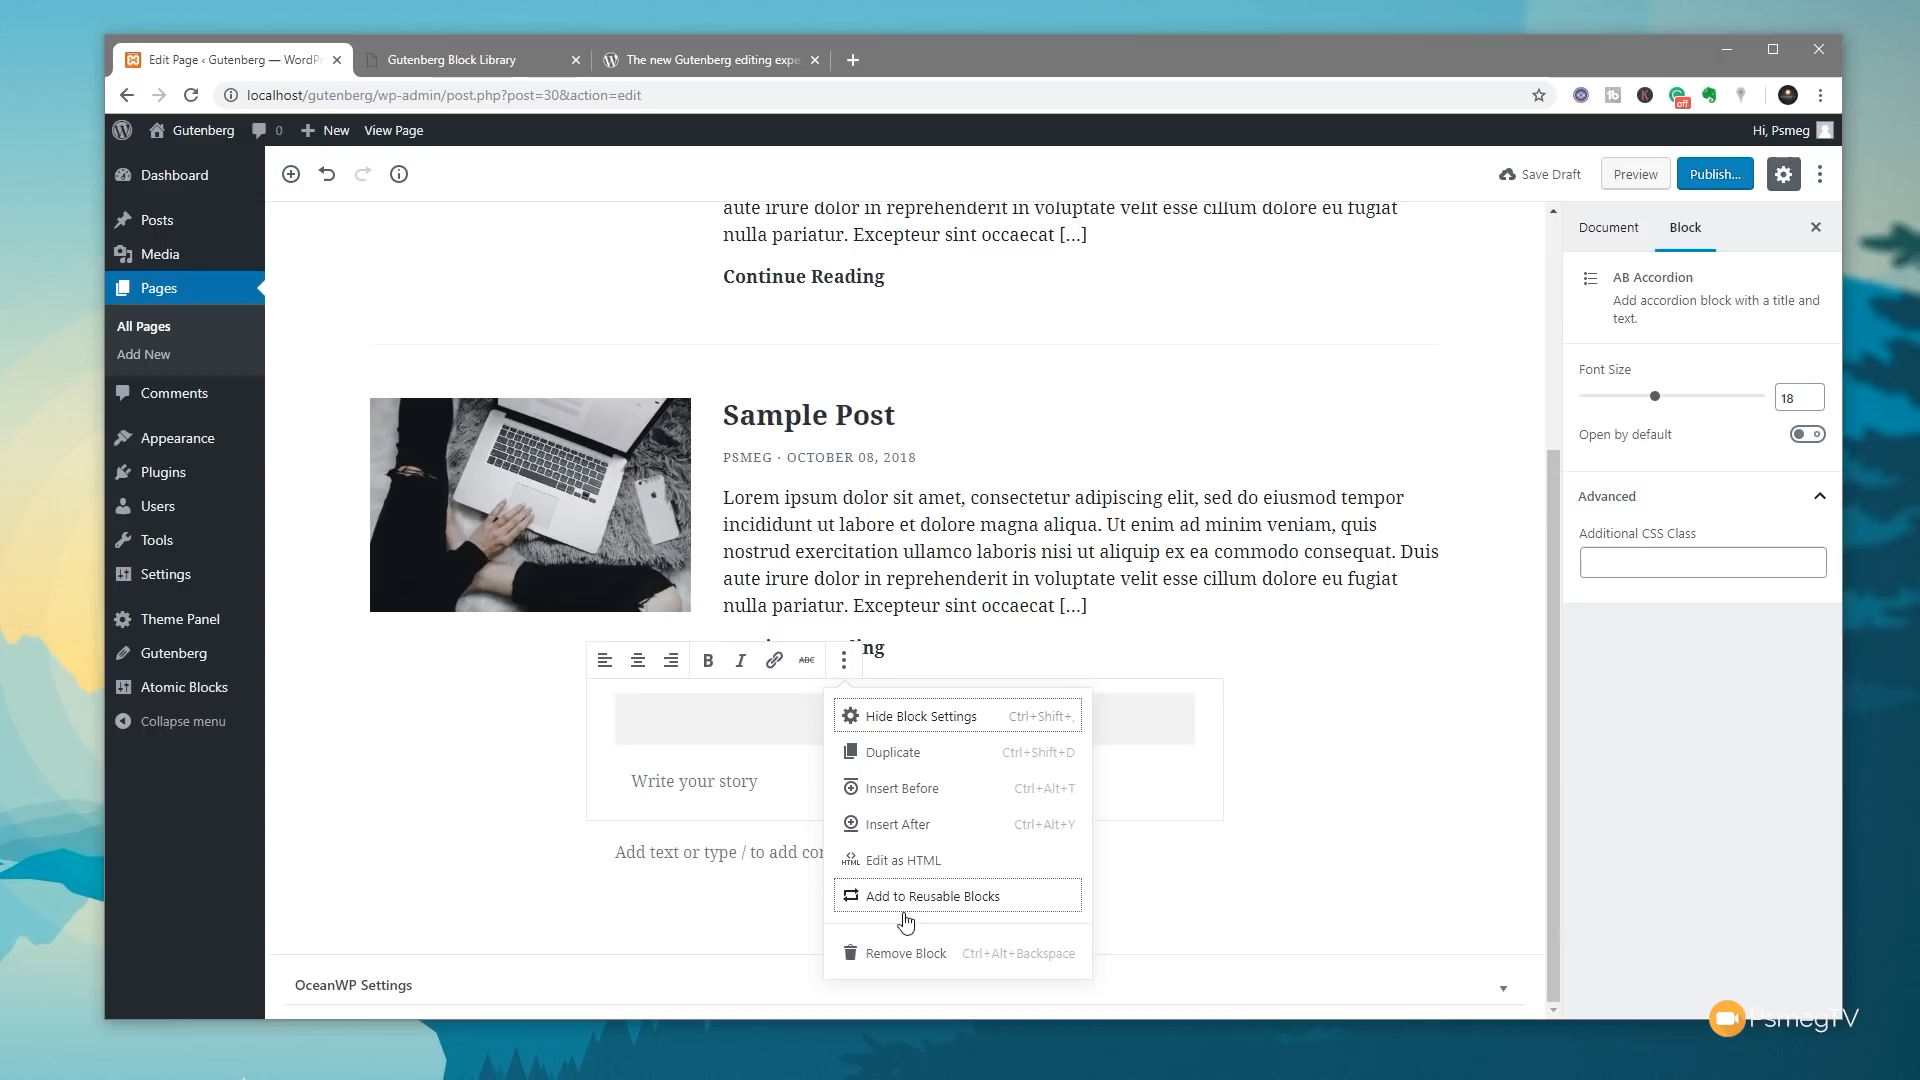 Edit Page ‹ Gutenberg — WordPr
Gutenberg Block Library
The new Gutenberg editing expe
localhost/gutenberg/wp-admin/post.php?post=30&action=edit
off
Gutenberg
0
New
View Page
Hi, Psmeg
Dashboard
Posts
Media
Pages
All Pages
Add New
Comments
Appearance
Plugins
Users
Tools
Settings
Theme Panel
Gutenberg
Atomic Blocks
Collapse menu
Save Draft
Preview
Publish...
aute irure dolor in reprehenderit in voluptate velit esse cillum dolore eu fugiat
nulla pariatur. Excepteur sint occaecat […]
Continue Reading
Sample Post
PSMEG · OCTOBER 08, 2018
Lorem ipsum dolor sit amet, consectetur adipiscing elit, sed do eiusmod tempor
incididunt ut labore et dolore magna aliqua. Ut enim ad minim veniam, quis
nostrud exercitation ullamco laboris nisi ut aliquip ex ea commodo consequat. Duis
aute irure dolor in reprehenderit in voluptate velit esse cillum dolore eu fugiat
nulla pariatur. Excepteur sint occaecat […]
ing
B I ABC
Hide Block Settings Ctrl+Shift+,
Duplicate Ctrl+Shift+D
Insert Before Ctrl+Alt+T
Insert After Ctrl+Alt+Y
HTML Edit as HTML
Add to Reusable Blocks
Remove Block Ctrl+Alt+Backspace
Write your story
Add text or type / to add con
OceanWP Settings
Document
Block
AB Accordion
Add accordion block with a title and
text.
Font Size
18
Open by default
Advanced
Additional CSS Class
PsmegTV